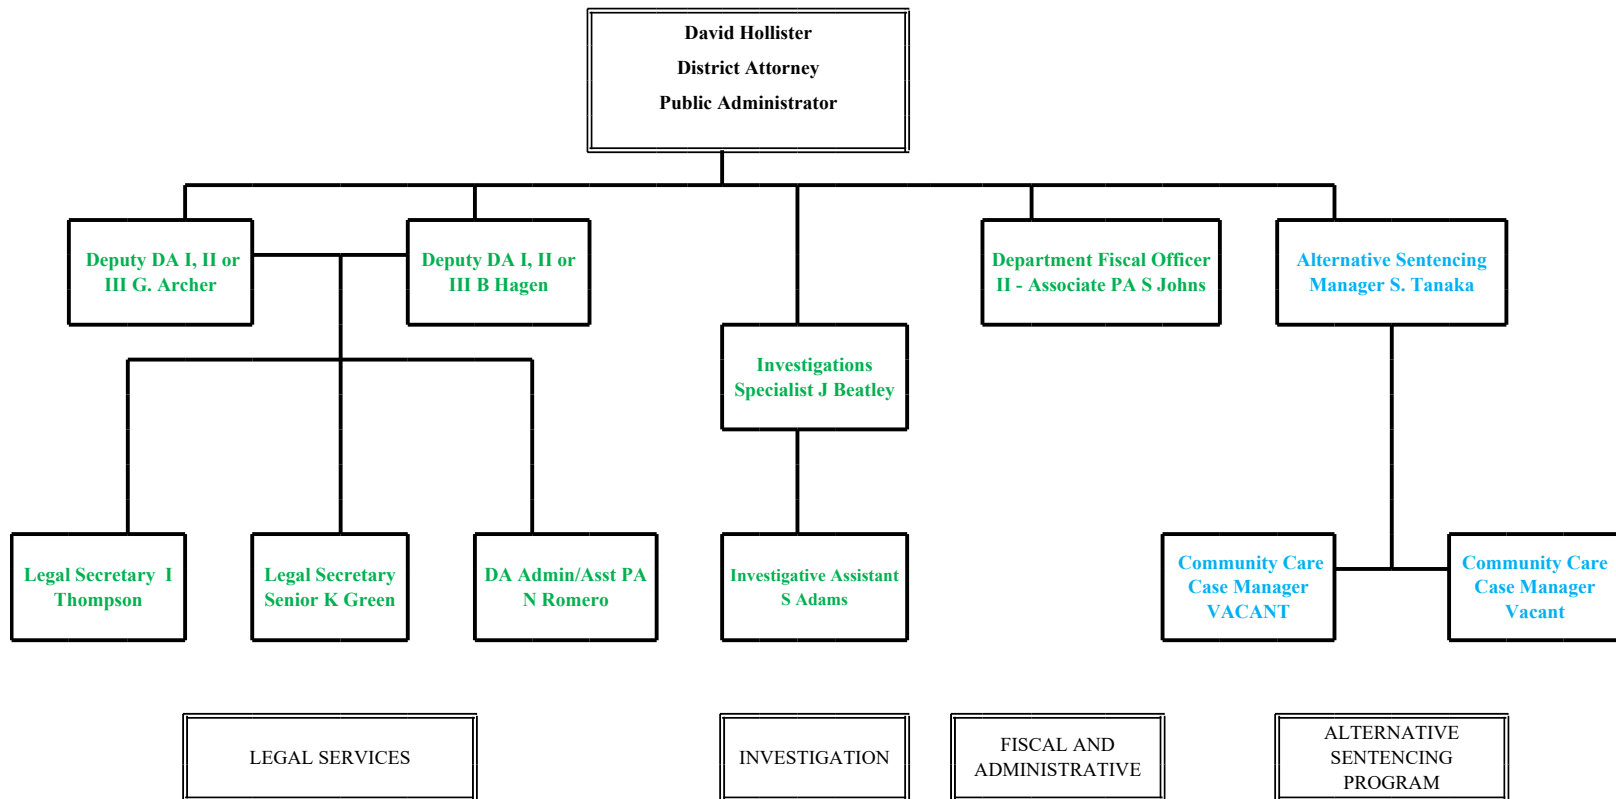 David Hollister
District Attorney
Public Administrator
Deputy DA I, II or
III G. Archer
Deputy DA I, II or
III B Hagen
Department Fiscal Officer
II - Associate PA S Johns
Alternative Sentencing
Manager S. Tanaka
Investigations
Specialist J Beatley
Legal Secretary I
Thompson
Legal Secretary
Senior K Green
DA Admin/Asst PA
N Romero
Investigative Assistant
S Adams
Community Care
Case Manager
VACANT
Community Care
Case Manager
Vacant
LEGAL SERVICES
INVESTIGATION
FISCAL AND
ADMINISTRATIVE
ALTERNATIVE
SENTENCING
PROGRAM